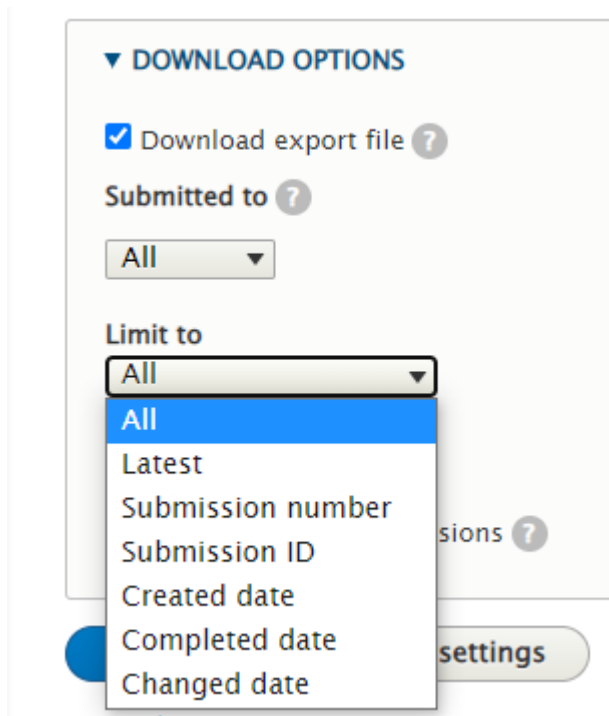 DOWNLOAD OPTIONS
Download export file ?
Submitted to ?
All
Limit to
All
All
Latest
Submission number
Submission ID
sions ?
Created date
Completed date
settings
Changed date